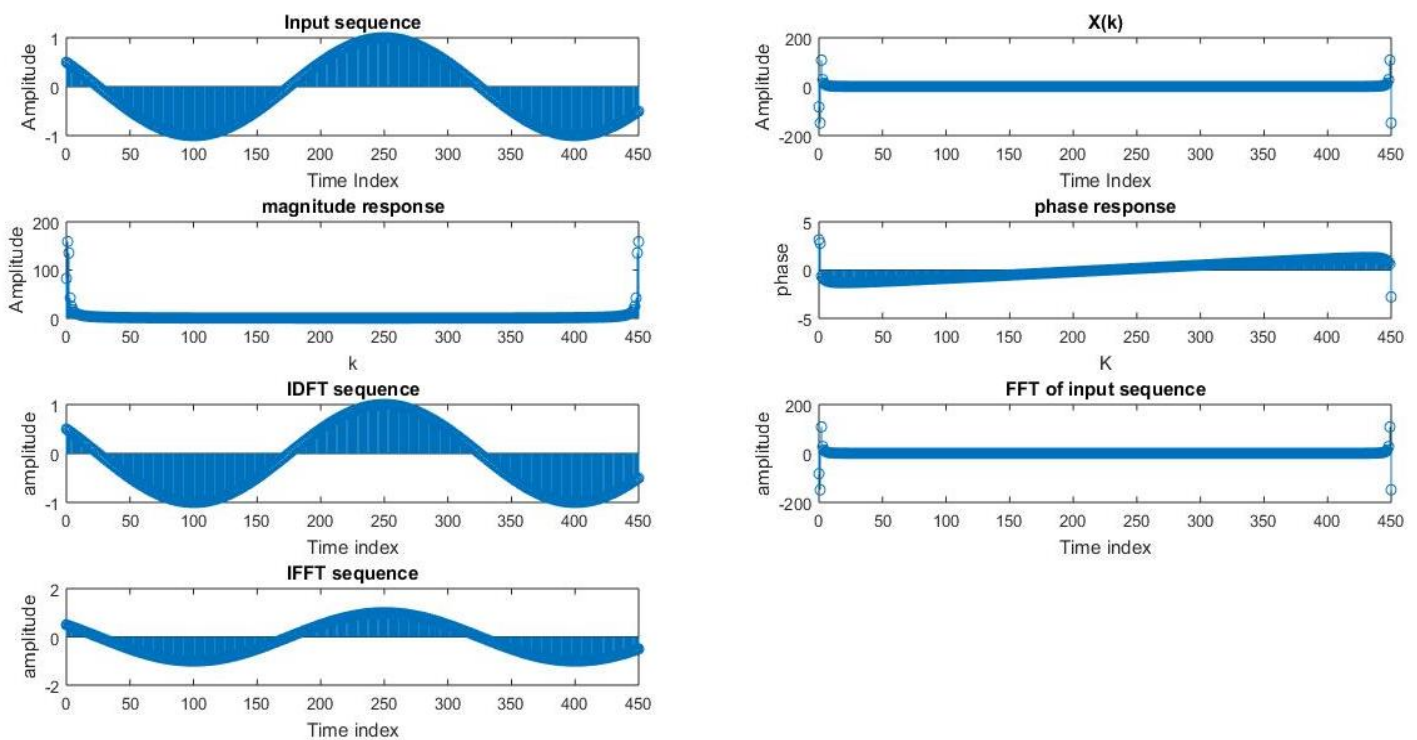 Input sequence
1
0
-1
Amplitude
0 50 100 150 200 250 300 350 400 450
Time Index
X(k)
200
0
-200
Amplitude
0 50 100 150 200 250 300 350 400 450
Time Index
magnitude response
200
100
0
Amplitude
0 50 100 150 200 250 300 350 400 450
k
phase response
5
0
-5
phase
0 50 100 150 200 250 300 350 400 450
K
IDFT sequence
1
0
-1
amplitude
0 50 100 150 200 250 300 350 400 450
Time index
FFT of input sequence
200
0
-200
amplitude
0 50 100 150 200 250 300 350 400 450
Time index
IFFT sequence
2
0
-2
amplitude
0 50 100 150 200 250 300 350 400 450
Time index